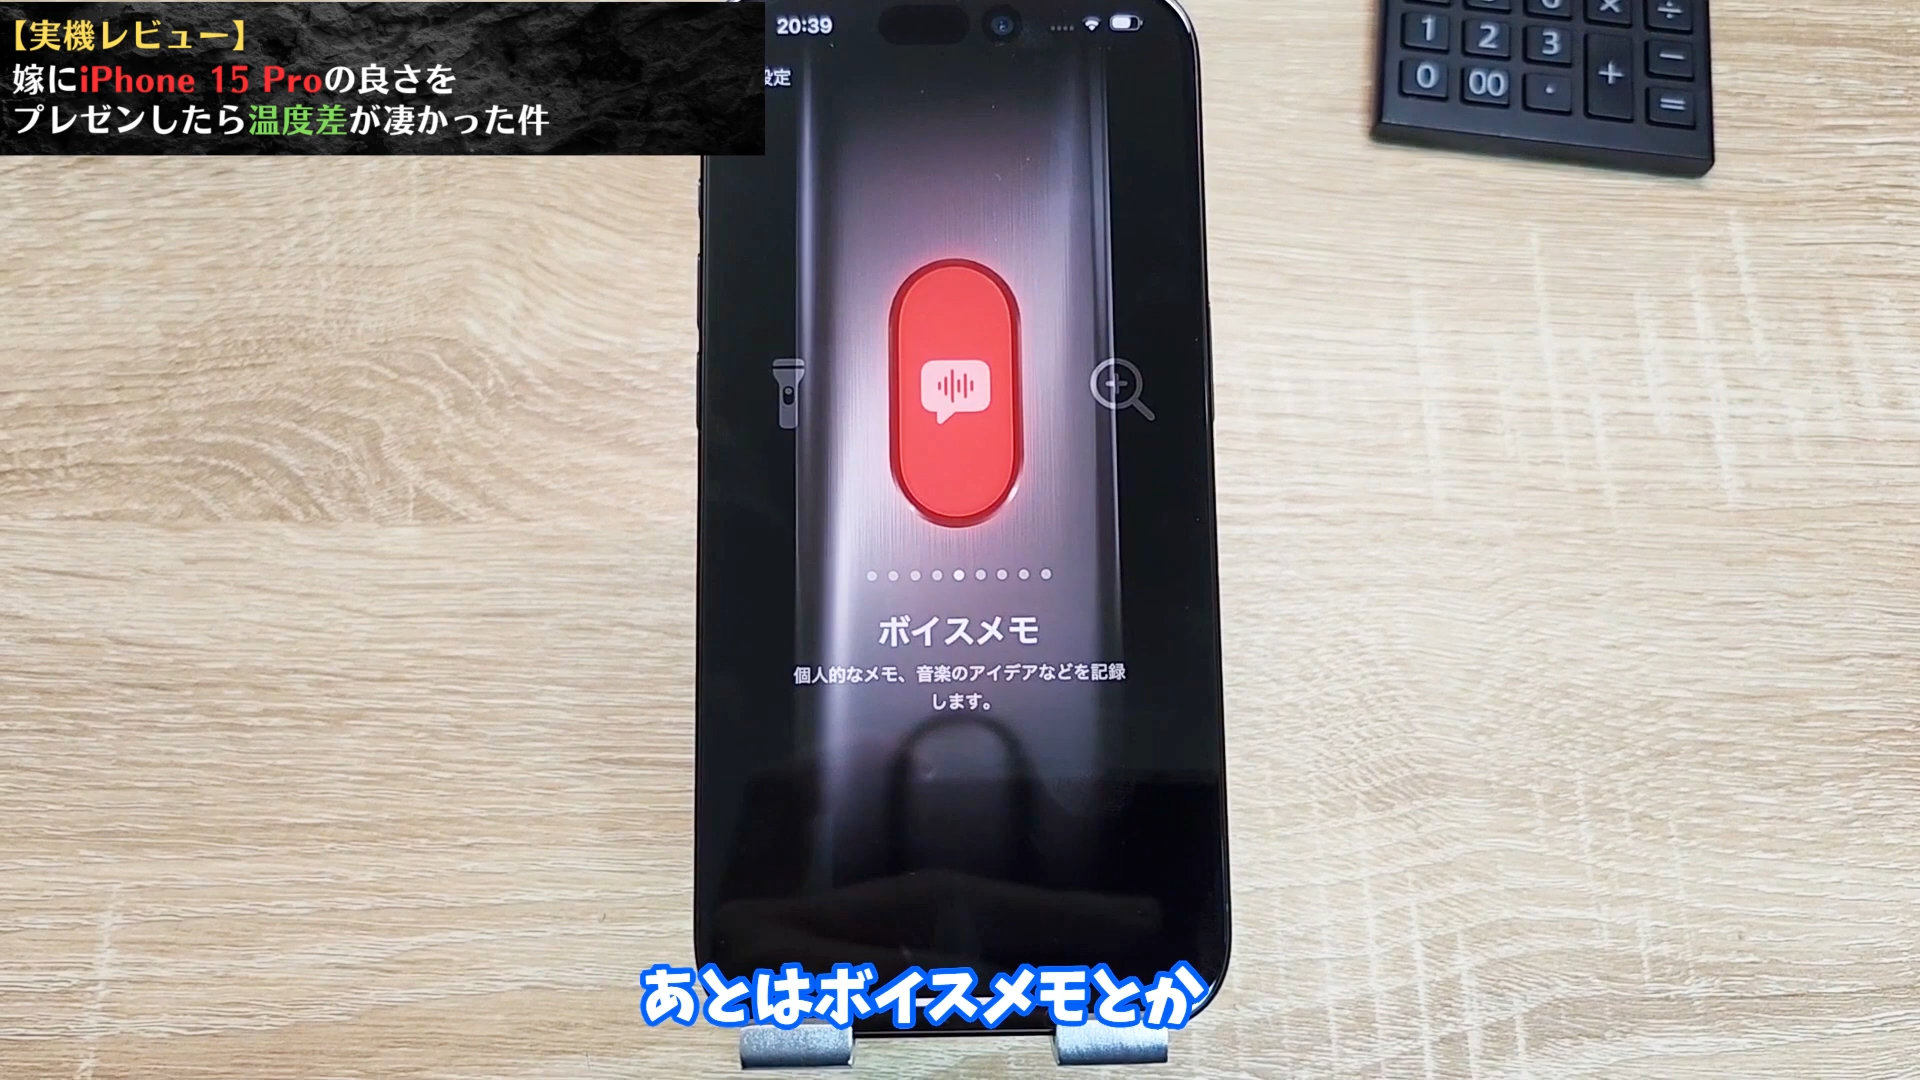 【実機レビュー】
嫁にiPhone 15 Proの良さを
プレゼンしたら温度差が凄かった件
20:39
設定
1 2 3 + −
0 00 . =
× ÷
ボイスメモ
個人的なメモ、音楽のアイデアなどを記録
します。
あとはボイスメモとか